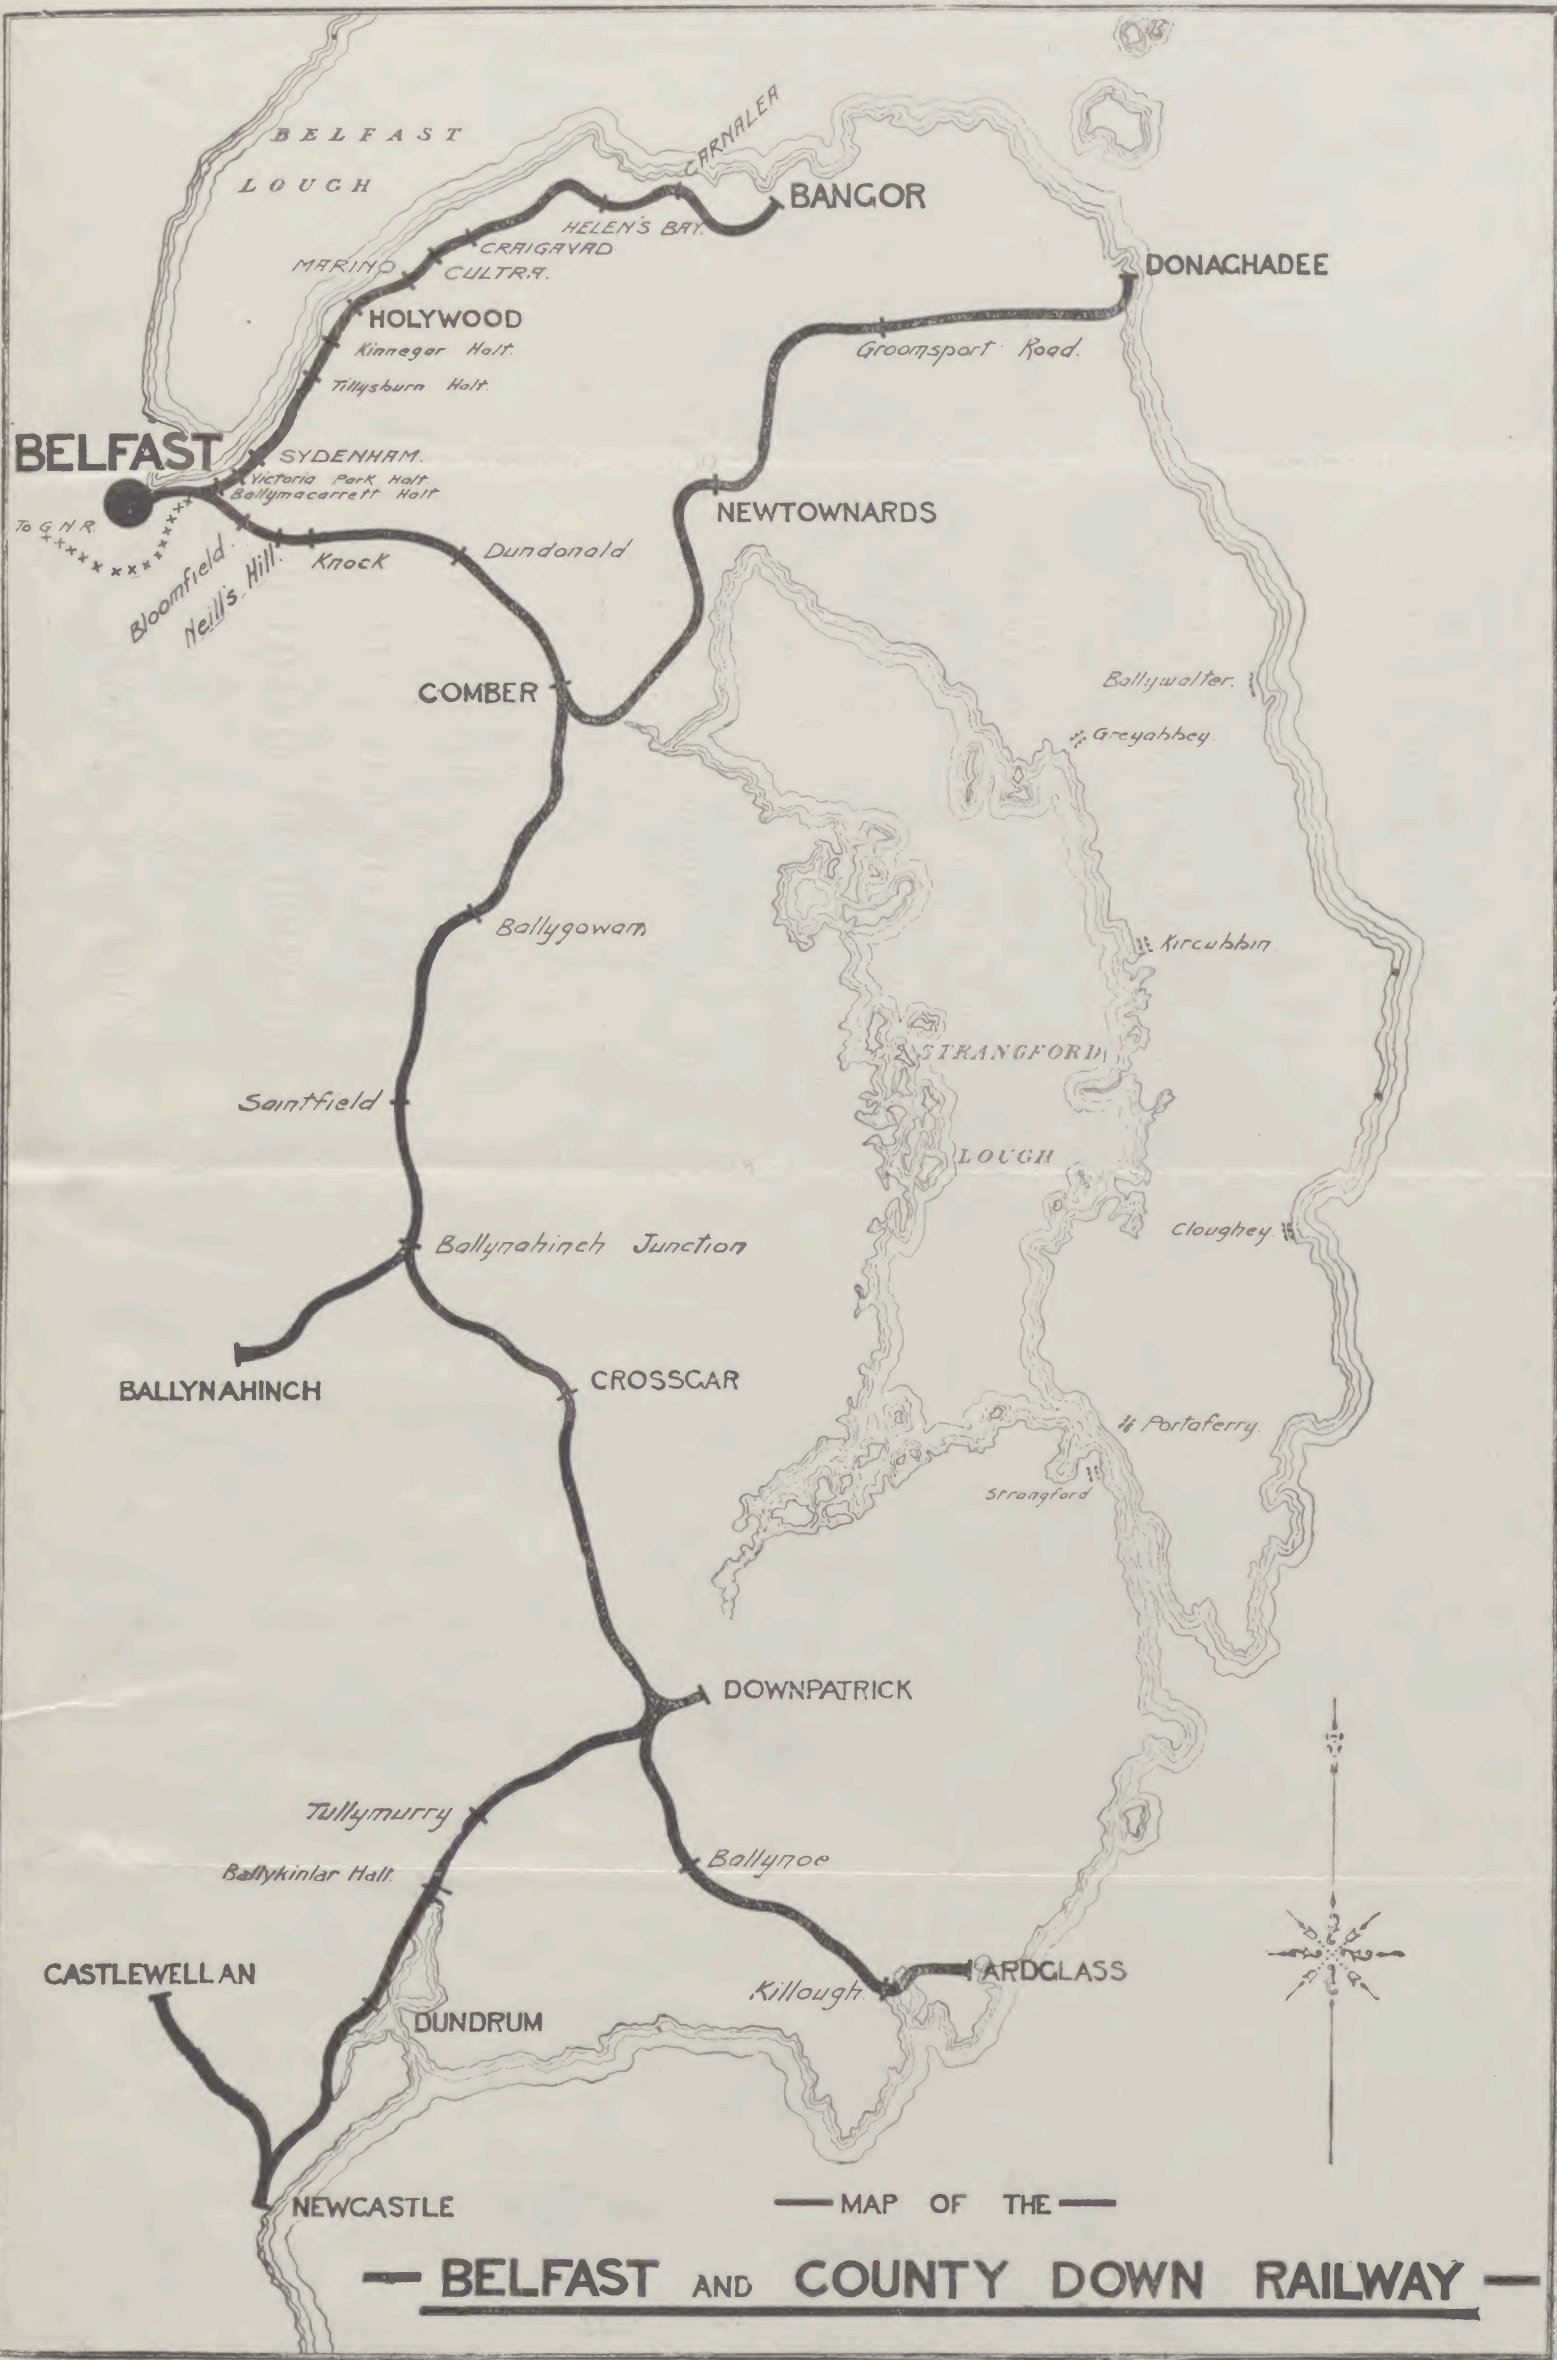 BELFAST
LOUGH
CARNALEA
BANGOR
HELEN'S BAY.
CRAIGAVAD
MARINO
CULTRA.
DONAGHADEE
HOLYWOOD
Kinnegar Halt.
Groomsport Road.
Tillysburn Halt.
BELFAST
SYDENHAM.
Victoria Park Halt.
Ballymacarrett Halt
To G.N.R.
NEWTOWNARDS
Bloomfield.
Neill's Hill.
Knock
Dundonald
COMBER
Ballywalter.
Greyabbey.
Ballygowan
Kircubbin.
STRANGFORD
LOUGH
Saintfield
Cloughey.
Ballynahinch Junction
BALLYNAHINCH
CROSSGAR
Portaferry.
Strangford
DOWNPATRICK
Tullymurry
Ballykinlar Halt.
Ballynoe
CASTLEWELLAN
Killough.
ARDGLASS
DUNDRUM
NEWCASTLE
— MAP OF THE —
— BELFAST AND COUNTY DOWN RAILWAY —